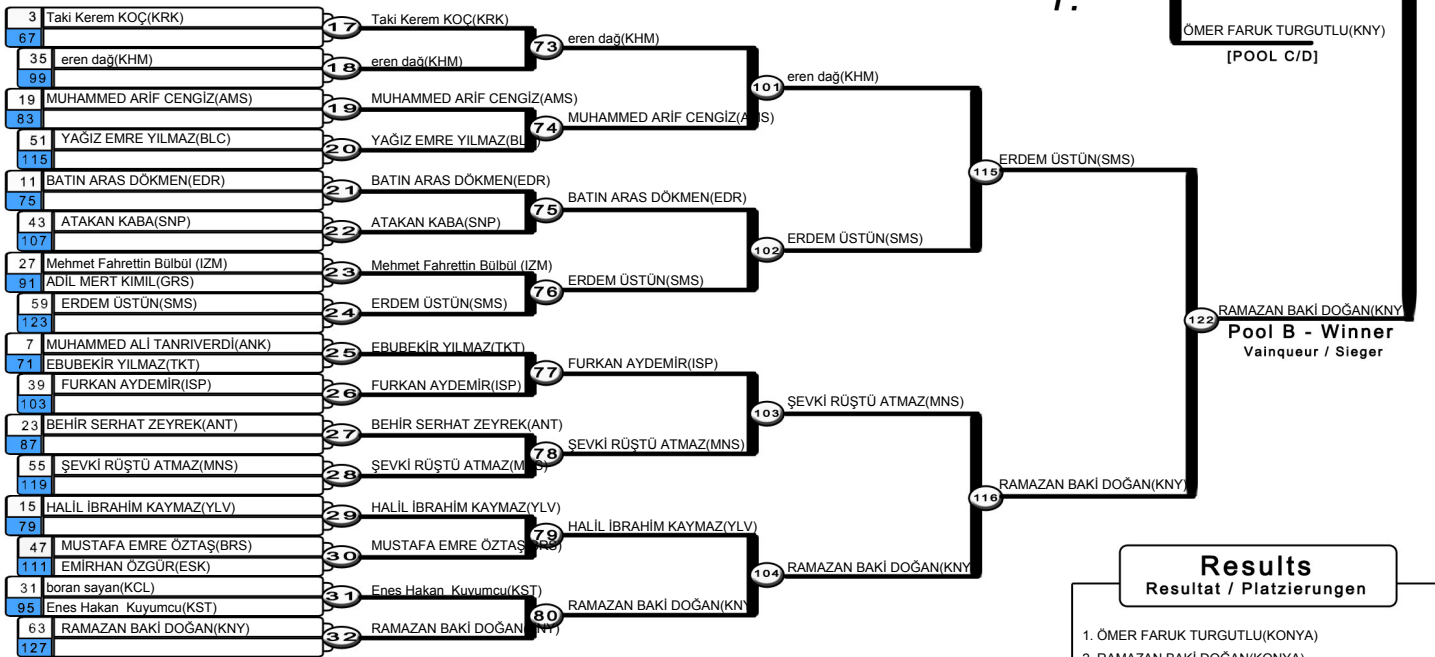 1.
ÖMER FARUK TURGUTLU(KNY)
[POOL C/D]
3 Taki Kerem KOÇ(KRK)
67
17 Taki Kerem KOÇ(KRK)
35 eren dağ(KHM)
99
18 eren dağ(KHM)
73 eren dağ(KHM)
19 MUHAMMED ARİF CENGİZ(AMS)
83
19 MUHAMMED ARİF CENGİZ(AMS)
51 YAĞIZ EMRE YILMAZ(BLC)
115
20 YAĞIZ EMRE YILMAZ(BLC)
74 MUHAMMED ARİF CENGİZ(AMS)
101 eren dağ(KHM)
11 BATIN ARAS DÖKMEN(EDR)
75
21 BATIN ARAS DÖKMEN(EDR)
43 ATAKAN KABA(SNP)
107
22 ATAKAN KABA(SNP)
75 BATIN ARAS DÖKMEN(EDR)
27 Mehmet Fahrettin Bülbül (IZM)
91 ADİL MERT KIMIL(GRS)
23 Mehmet Fahrettin Bülbül (IZM)
59 ERDEM ÜSTÜN(SMS)
123
24 ERDEM ÜSTÜN(SMS)
76 ERDEM ÜSTÜN(SMS)
102 ERDEM ÜSTÜN(SMS)
115 ERDEM ÜSTÜN(SMS)
7 MUHAMMED ALİ TANRIVERDİ(ANK)
71 EBUBEKİR YILMAZ(TKT)
25 EBUBEKİR YILMAZ(TKT)
39 FURKAN AYDEMİR(ISP)
103
26 FURKAN AYDEMİR(ISP)
77 FURKAN AYDEMİR(ISP)
23 BEHİR SERHAT ZEYREK(ANT)
87
27 BEHİR SERHAT ZEYREK(ANT)
55 ŞEVKİ RÜŞTÜ ATMAZ(MNS)
119
28 ŞEVKİ RÜŞTÜ ATMAZ(MNS)
78 ŞEVKİ RÜŞTÜ ATMAZ(MNS)
103 ŞEVKİ RÜŞTÜ ATMAZ(MNS)
15 HALİL İBRAHİM KAYMAZ(YLV)
79
29 HALİL İBRAHİM KAYMAZ(YLV)
47 MUSTAFA EMRE ÖZTAŞ(BRS)
111 EMİRHAN ÖZGÜR(ESK)
30 MUSTAFA EMRE ÖZTAŞ(BRS)
79 HALİL İBRAHİM KAYMAZ(YLV)
31 boran sayan(KCL)
95 Enes Hakan  Kuyumcu(KST)
31 Enes Hakan  Kuyumcu(KST)
63 RAMAZAN BAKİ DOĞAN(KNY)
127
32 RAMAZAN BAKİ DOĞAN(KNY)
80 RAMAZAN BAKİ DOĞAN(KNY)
104 RAMAZAN BAKİ DOĞAN(KNY)
116 RAMAZAN BAKİ DOĞAN(KNY)
122 RAMAZAN BAKİ DOĞAN(KNY)
Pool B - Winner
Vainqueur / Sieger
Results
Resultat / Platzierungen
1. ÖMER FARUK TURGUTLU(KONYA)
2. RAMAZAN BAKİ DOĞAN(KONYA)